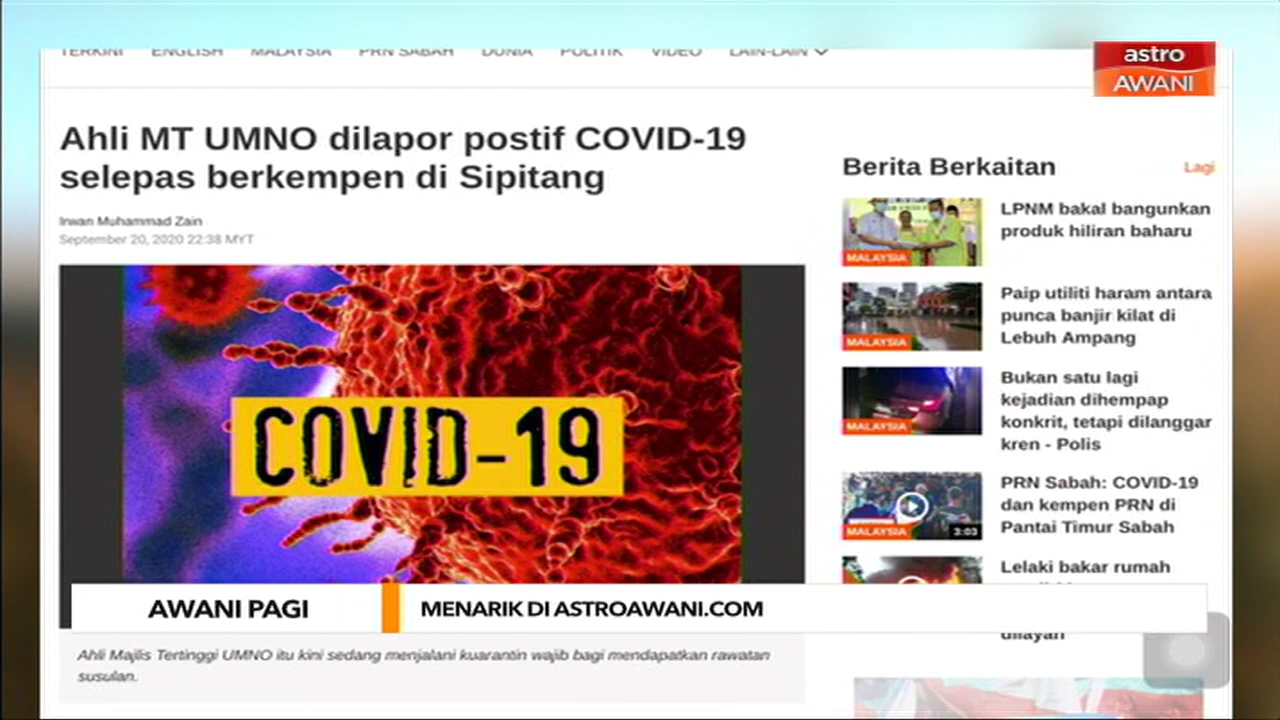 TERKINI ENGLISH MALAYSIA PRN SABAH DUNIA POLITIK VIDEO LAIN-LAIN
astro
AWANI
Ahli MT UMNO dilapor postif COVID-19
selepas berkempen di Sipitang
Irwan Muhammad Zain
September 20, 2020 22:38 MYT
COVID-19
Berita Berkaitan
Lagi
LPNM bakal bangunkan
produk hiliran baharu
MALAYSIA
Paip utiliti haram antara
punca banjir kilat di
Lebuh Ampang
MALAYSIA
Bukan satu lagi
kejadian dihempap
konkrit, tetapi dilanggar
kren - Polis
MALAYSIA
PRN Sabah: COVID-19
dan kempen PRN di
Pantai Timur Sabah
MALAYSIA
3:03
Lelaki bakar rumah
dilayan
AWANI PAGI
MENARIK DI ASTROAWANI.COM
Ahli Majlis Tertinggi UMNO itu kini sedang menjalani kuarantin wajib bagi mendapatkan rawatan
susulan.